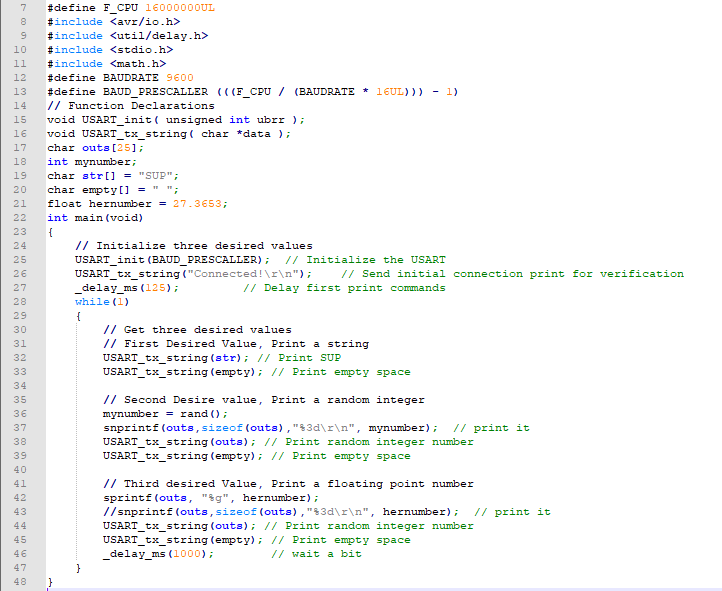 7 #define F_CPU 16000000UL
8 #include <avr/io.h>
9 #include <util/delay.h>
10 #include <stdio.h>
11 #include <math.h>
12 #define BAUDRATE 9600
13 #define BAUD_PRESCALLER (((F_CPU / (BAUDRATE * 16UL))) - 1)
14 // Function Declarations
15 void USART_init( unsigned int ubrr );
16 void USART_tx_string( char *data );
17 char outs[25];
18 int mynumber;
19 char str[] = "SUP";
20 char empty[] = " ";
21 float hernumber = 27.3653;
22 int main(void)
23 {
24 // Initialize three desired values
25 USART_init(BAUD_PRESCALLER); // Initialize the USART
26 USART_tx_string("Connected!\r\n"); // Send initial connection print for verification
27 _delay_ms(125); // Delay first print commands
28 while(1)
29 {
30 // Get three desired values
31 // First Desired Value, Print a string
32 USART_tx_string(str); // Print SUP
33 USART_tx_string(empty); // Print empty space
34
35 // Second Desire value, Print a random integer
36 mynumber = rand();
37 snprintf(outs,sizeof(outs),"%3d\r\n", mynumber); // print it
38 USART_tx_string(outs); // Print random integer number
39 USART_tx_string(empty); // Print empty space
40
41 // Third desired Value, Print a floating point number
42 sprintf(outs, "%g", hernumber);
43 //snprintf(outs,sizeof(outs),"%3d\r\n", hernumber); // print it
44 USART_tx_string(outs); // Print random integer number
45 USART_tx_string(empty); // Print empty space
46 _delay_ms(1000); // wait a bit
47 }
48 }